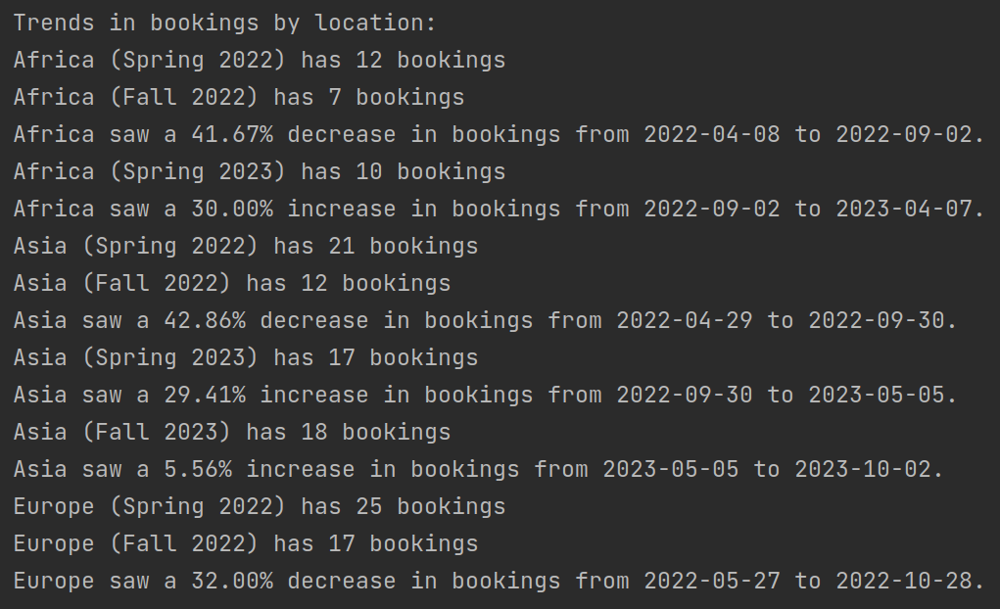 Trends in bookings by location:
Africa (Spring 2022) has 12 bookings
Africa (Fall 2022) has 7 bookings
Africa saw a 41.67% decrease in bookings from 2022-04-08 to 2022-09-02.
Africa (Spring 2023) has 10 bookings
Africa saw a 30.00% increase in bookings from 2022-09-02 to 2023-04-07.
Asia (Spring 2022) has 21 bookings
Asia (Fall 2022) has 12 bookings
Asia saw a 42.86% decrease in bookings from 2022-04-29 to 2022-09-30.
Asia (Spring 2023) has 17 bookings
Asia saw a 29.41% increase in bookings from 2022-09-30 to 2023-05-05.
Asia (Fall 2023) has 18 bookings
Asia saw a 5.56% increase in bookings from 2023-05-05 to 2023-10-02.
Europe (Spring 2022) has 25 bookings
Europe (Fall 2022) has 17 bookings
Europe saw a 32.00% decrease in bookings from 2022-05-27 to 2022-10-28.